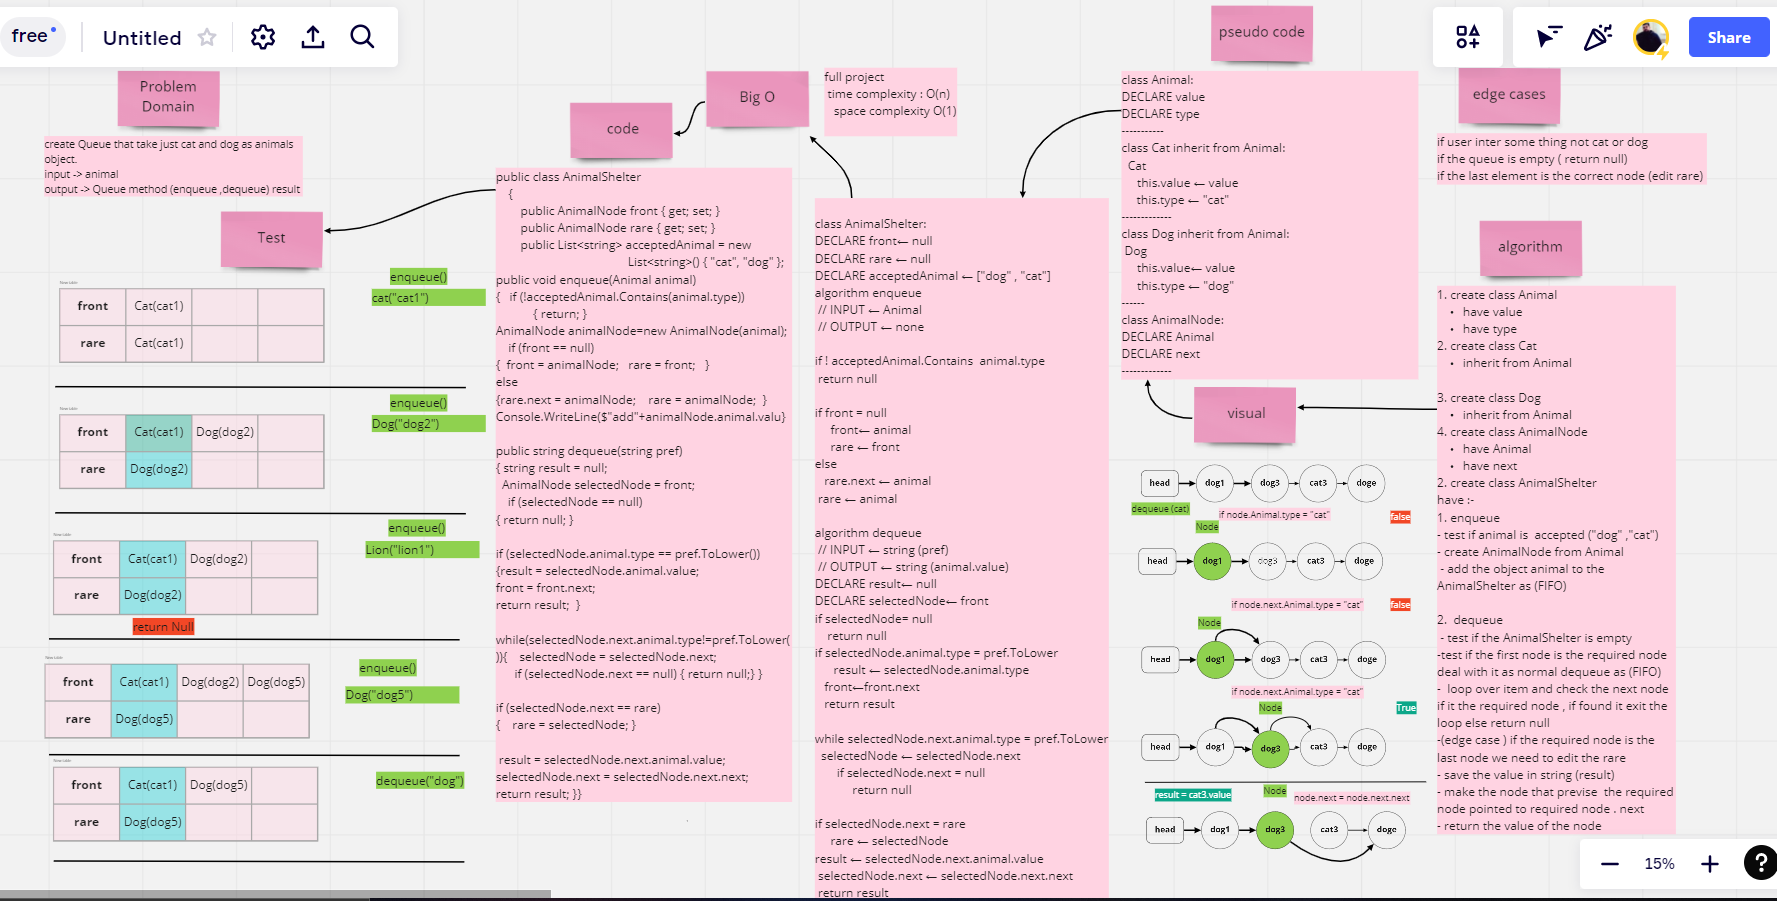 free
Untitled
Share
Problem
Domain
create Queue that take just cat and dog as animals
object.
input -> animal
output -> Queue method (enqueue ,dequeue) result
Test
enqueue()
cat("cat1")
front Cat(cat1)
rare Cat(cat1)
enqueue()
Dog("dog2")
front Cat(cat1) Dog(dog2)
rare Dog(dog2)
enqueue()
Lion("lion1")
front Cat(cat1) Dog(dog2)
rare Dog(dog2)
return Null
enqueue()
Dog("dog5")
front Cat(cat1) Dog(dog2) Dog(dog5)
rare Dog(dog5)
dequeue("dog")
front Cat(cat1) Dog(dog5)
rare Dog(dog5)
code
public class AnimalShelter
{
public AnimalNode front { get; set; }
public AnimalNode rare { get; set; }
public List<string> acceptedAnimal = new
List<string>() { "cat", "dog" };
public void enqueue(Animal animal)
{ if (!acceptedAnimal.Contains(animal.type))
{ return; }
AnimalNode animalNode=new AnimalNode(animal);
if (front == null)
{ front = animalNode; rare = front; }
else
{rare.next = animalNode; rare = animalNode; }
Console.WriteLine($"add"+animalNode.animal.valu}
public string dequeue(string pref)
{ string result = null;
AnimalNode selectedNode = front;
if (selectedNode == null)
{ return null; }
if (selectedNode.animal.type == pref.ToLower())
{result = selectedNode.animal.value;
front = front.next;
return result; }
while(selectedNode.next.animal.type!=pref.ToLower(
)){ selectedNode = selectedNode.next;
if (selectedNode.next == null) { return null;} }
if (selectedNode.next == rare)
{ rare = selectedNode; }
result = selectedNode.next.animal.value;
selectedNode.next = selectedNode.next.next;
return result; }}
Big O
full project
time complexity : O(n)
space complexity O(1)
class AnimalShelter:
DECLARE front← null
DECLARE rare ← null
DECLARE acceptedAnimal ← ["dog" , "cat"]
algorithm enqueue
// INPUT ← Animal
// OUTPUT ← none
if ! acceptedAnimal.Contains animal.type
return null
if front = null
front← animal
rare ← front
else
rare.next ← animal
rare ← animal
algorithm dequeue
// INPUT ← string (pref)
// OUTPUT ← string (animal.value)
DECLARE result← null
DECLARE selectedNode← front
if selectedNode= null
return null
if selectedNode.animal.type = pref.ToLower
result ← selectedNode.animal.type
front←front.next
return result
while selectedNode.next.animal.type = pref.ToLower
selectedNode ← selectedNode.next
if selectedNode.next = null
return null
if selectedNode.next = rare
rare ← selectedNode
result ← selectedNode.next.animal.value
selectedNode.next ← selectedNode.next.next
return result
pseudo code
class Animal:
DECLARE value
DECLARE type
-----------
class Cat inherit from Animal:
Cat
this.value ← value
this.type ← "cat"
-------------
class Dog inherit from Animal:
Dog
this.value← value
this.type ← "dog"
------
class AnimalNode:
DECLARE Animal
DECLARE next
-------------
visual
head dog1 dog3 cat3 doge
dequeue (cat)
if node.Animal.type = "cat"
false
Node
head dog1 dog3 cat3 doge
if node.next.Animal.type = "cat"
false
Node
head dog1 dog3 cat3 doge
if node.next.Animal.type = "cat"
True
Node
head dog1 dog3 cat3 doge
result = cat3.value
Node
node.next = node.next.next
head dog1 dog3 cat3 doge
edge cases
if user inter some thing not cat or dog
if the queue is empty ( return null)
if the last element is the correct node (edit rare)
algorithm
1. create class Animal
• have value
• have type
2. create class Cat
• inherit from Animal
3. create class Dog
• inherit from Animal
4. create class AnimalNode
• have Animal
• have next
2. create class AnimalShelter
have :-
1. enqueue
- test if animal is accepted ("dog" ,"cat")
- create AnimalNode from Animal
- add the object animal to the
AnimalShelter as (FIFO)
2. dequeue
- test if the AnimalShelter is empty
-test if the first node is the required node
deal with it as normal dequeue as (FIFO)
- loop over item and check the next node
if it the required node , if found it exit the
loop else return null
-(edge case ) if the required node is the
last node we need to edit the rare
- save the value in string (result)
- make the node that previse the required
node pointed to required node . next
- return the value of the node
15%